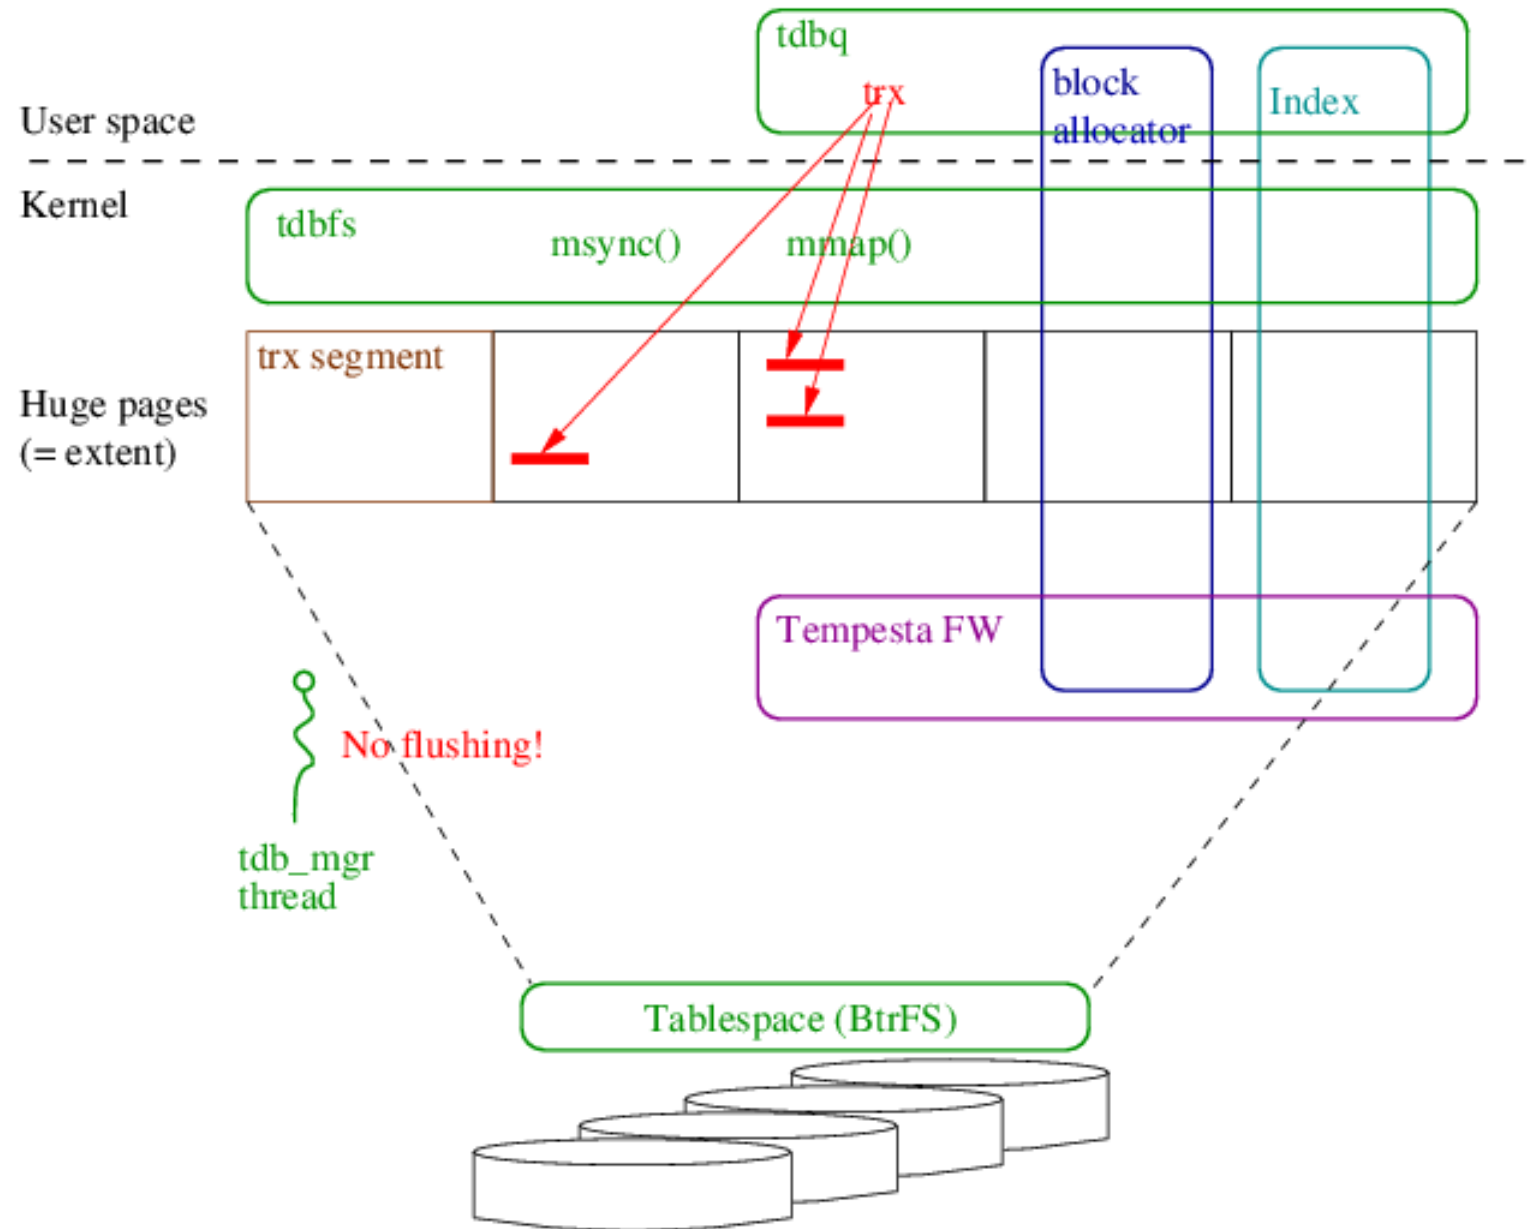 tdbq
trx
block
allocator
Index
User space
Kernel
tdbfs
msync()
mmap()
trx segment
Huge pages
(= extent)
Tempesta FW
No flushing!
tdb_mgr
thread
Tablespace (BtrFS)